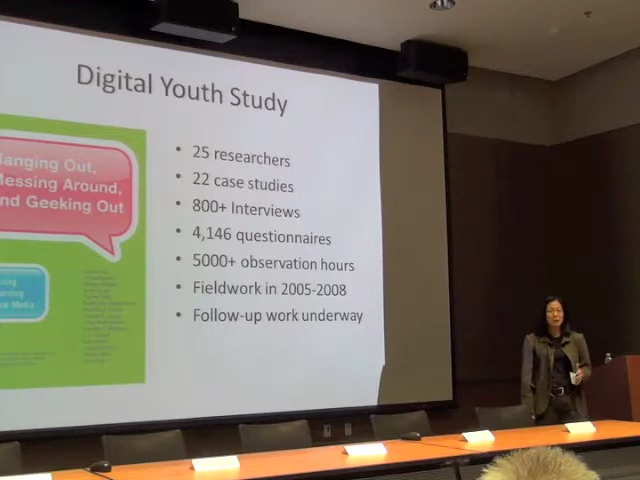 Digital Youth Study
anging Out,
essing Around,
nd Geeking Out
• 25 researchers
• 22 case studies
• 800+ Interviews
• 4,146 questionnaires
• 5000+ observation hours
• Fieldwork in 2005-2008
• Follow-up work underway
Media